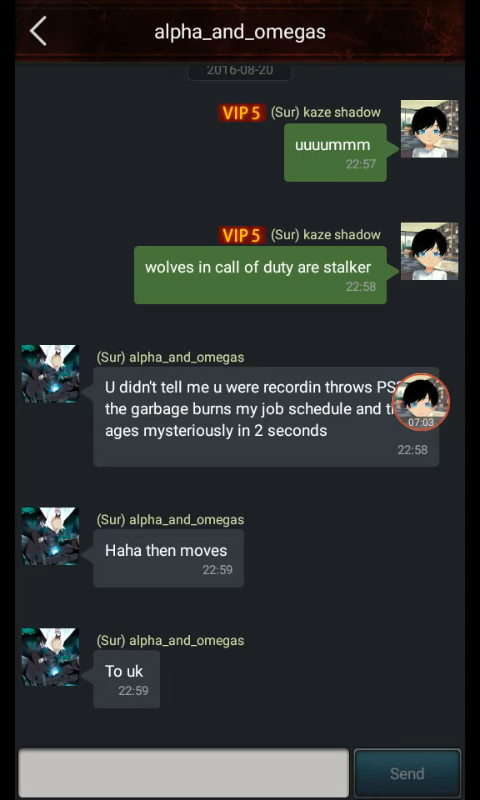 alpha_and_omegas
2016-08-20
VIP 5 (Sur) kaze shadow
uuuummm
22:57
VIP 5 (Sur) kaze shadow
wolves in call of duty are stalker
22:58
(Sur) alpha_and_omegas
U didn't tell me u were recordin throws
the garbage burns my job schedule and
ages mysteriously in 2 seconds
07:03
22:58
(Sur) alpha_and_omegas
Haha then moves
22:59
(Sur) alpha_and_omegas
To uk
22:59
Send